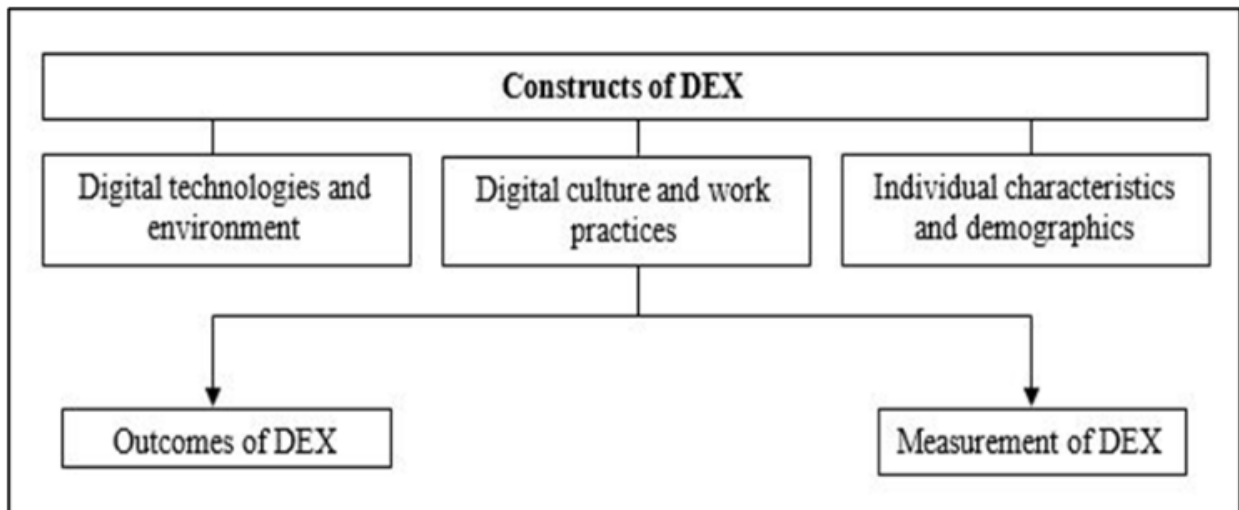 Constructs of DEX
Digital technologies and
environment
Digital culture and work
practices
Individual characteristics
and demographics
Outcomes of DEX
Measurement of DEX